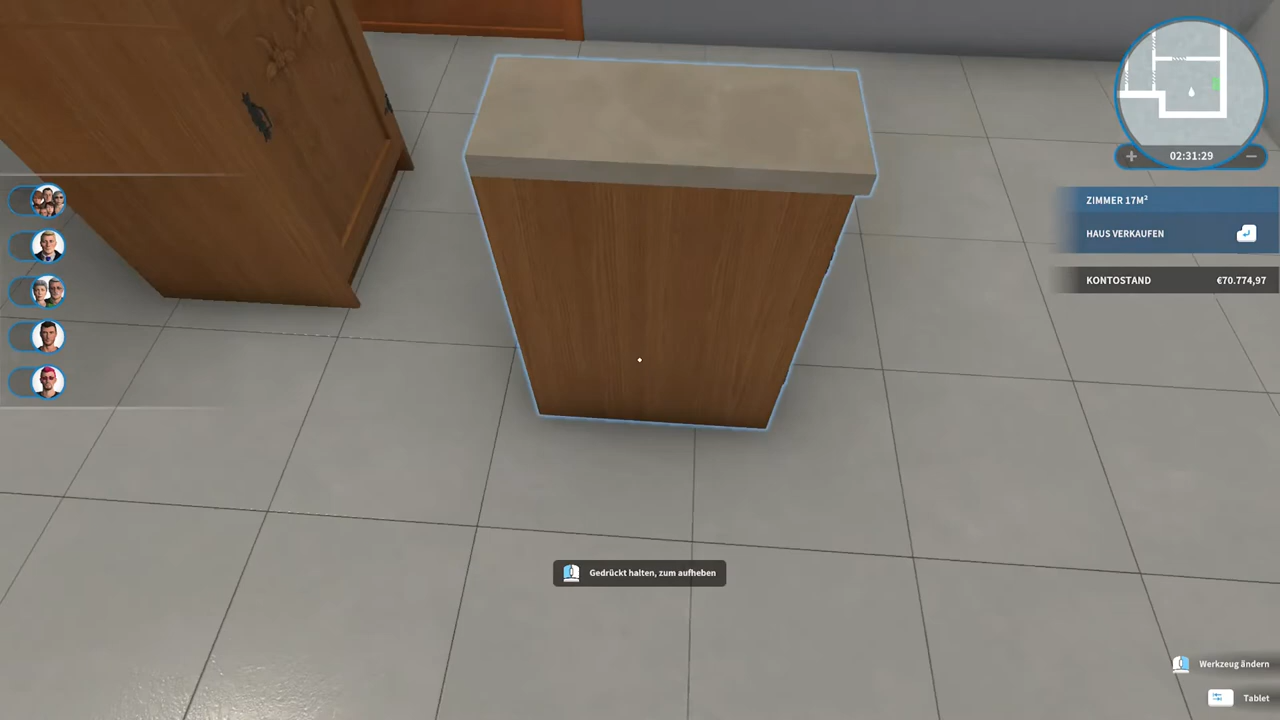 02:31:29
ZIMMER 17M²
HAUS VERKAUFEN
KONTOSTAND €70.774,97
Gedrückt halten, zum aufheben
Werkzeug ändern
Tablet